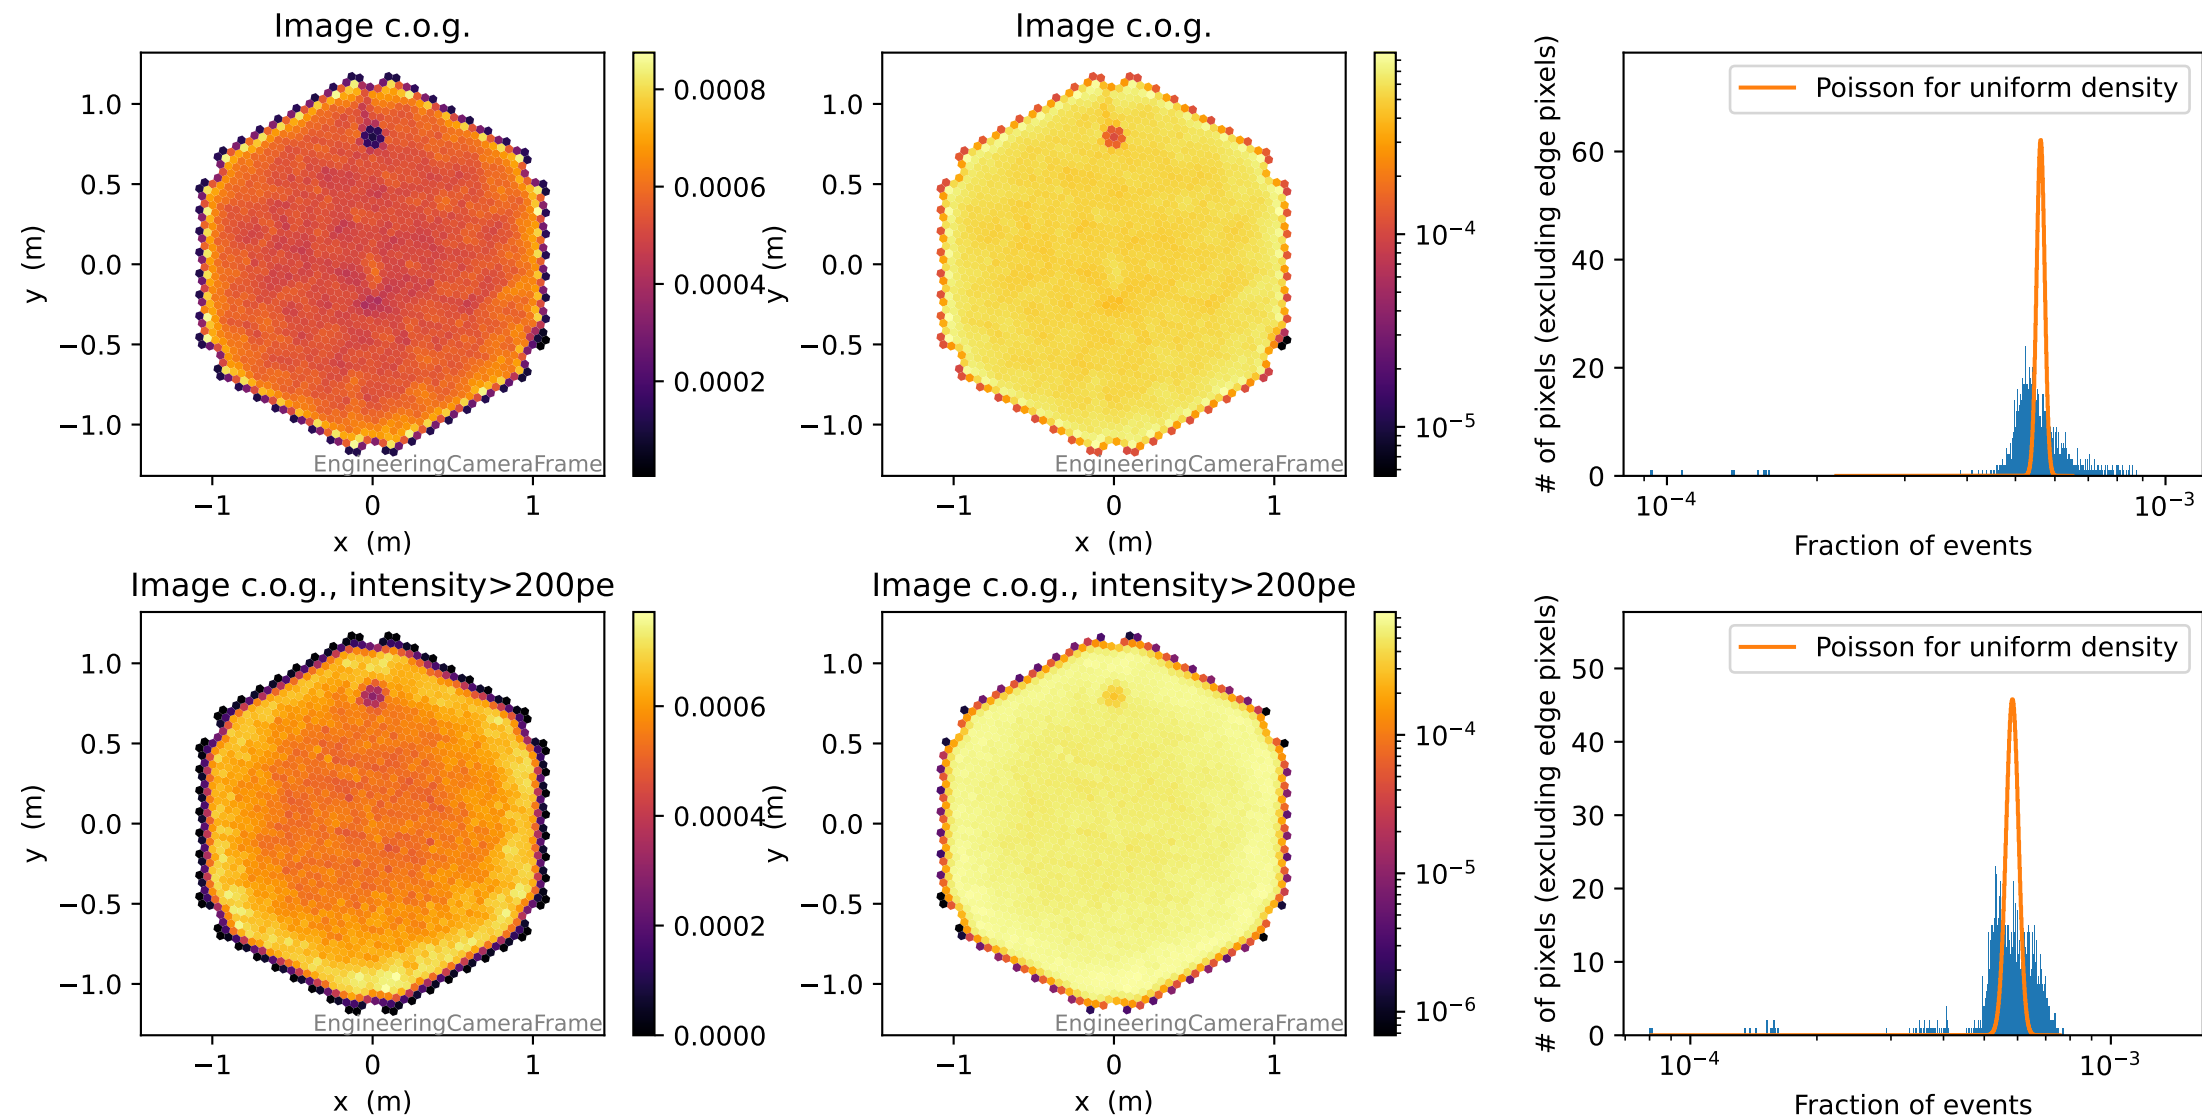 Image c.o.g.
1.0
0.5
0.0
−0.5
−1.0
y (m)
−1
0
1
x (m)
EngineeringCameraFrame
0.0008
0.0006
0.0004
0.0002
Image c.o.g.
1.0
0.5
0.0
−0.5
−1.0
y (m)
−1
0
1
x (m)
EngineeringCameraFrame
10⁻⁴
10⁻⁵
# of pixels (excluding edge pixels)
60
40
20
0
Poisson for uniform density
10⁻⁴
10⁻³
Fraction of events
Image c.o.g., intensity>200pe
1.0
0.5
0.0
−0.5
−1.0
y (m)
−1
0
1
x (m)
EngineeringCameraFrame
0.0006
0.0004
0.0002
0.0000
Image c.o.g., intensity>200pe
1.0
0.5
0.0
−0.5
−1.0
y (m)
−1
0
1
x (m)
EngineeringCameraFrame
10⁻⁴
10⁻⁵
10⁻⁶
# of pixels (excluding edge pixels)
50
40
30
20
10
0
Poisson for uniform density
10⁻⁴
10⁻³
Fraction of events